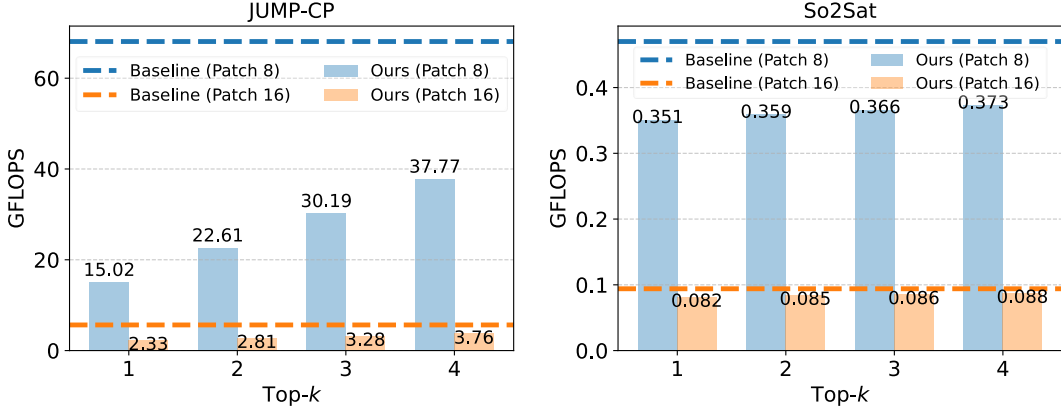 JUMP-CP
GFLOPS
60
40
20
0
Baseline (Patch 8)
Baseline (Patch 16)
Ours (Patch 8)
Ours (Patch 16)
15.02
22.61
30.19
37.77
2.33
2.81
3.28
3.76
1
2
3
4
Top-k
So2Sat
GFLOPS
0.4
0.3
0.2
0.1
0.0
Baseline (Patch 8)
Baseline (Patch 16)
Ours (Patch 8)
Ours (Patch 16)
0.351
0.359
0.366
0.373
0.082
0.085
0.086
0.088
1
2
3
4
Top-k